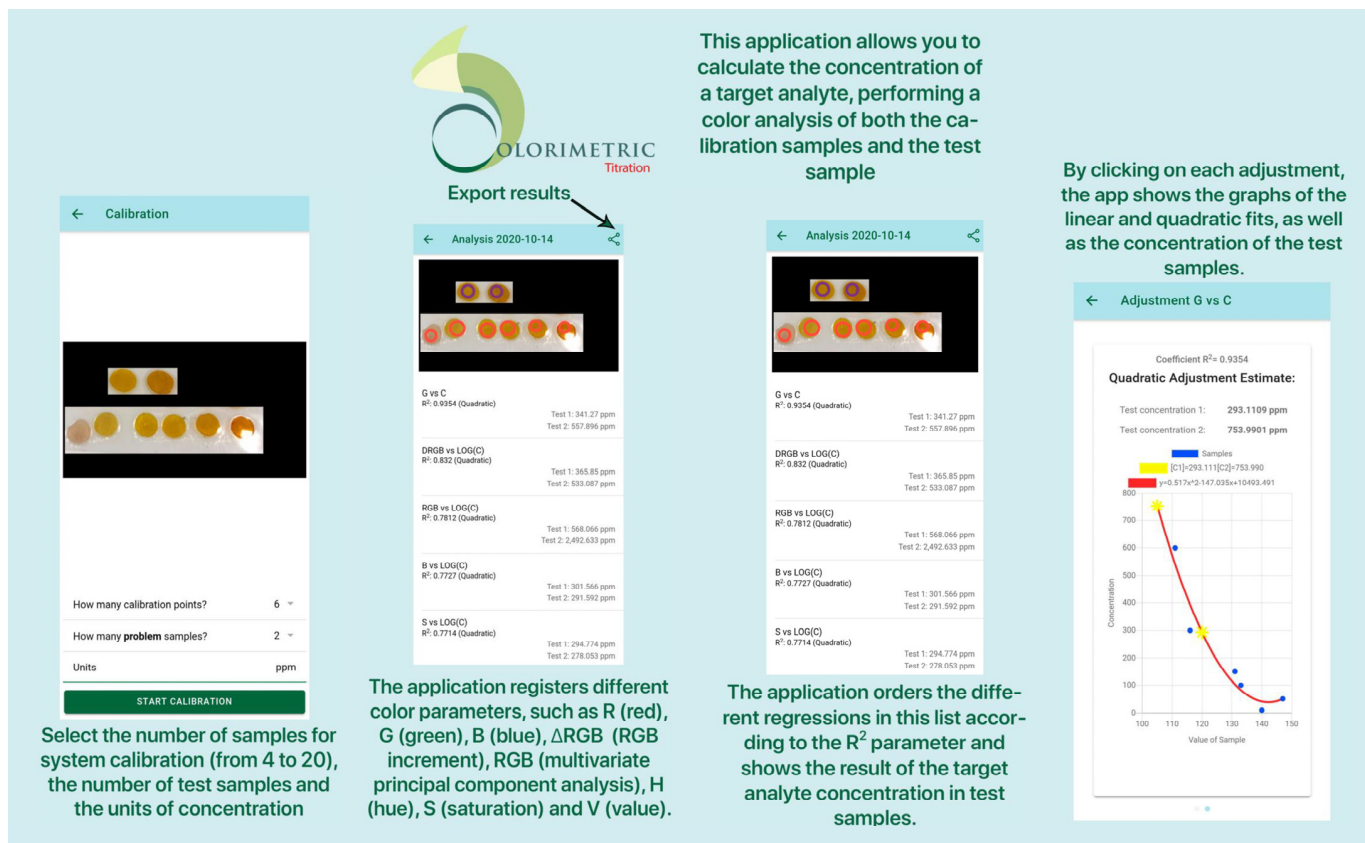 OLORIMETRIC
Titration
Export results
This application allows you to
calculate the concentration of
a target analyte, performing a
color analysis of both the ca-
libration samples and the test
sample
By clicking on each adjustment,
the app shows the graphs of the
linear and quadratic fits, as well
as the concentration of the test
samples.
← Calibration
How many calibration points? 6
How many problem samples? 2
Units ppm
START CALIBRATION
Select the number of samples for
system calibration (from 4 to 20),
the number of test samples and
the units of concentration
← Analysis 2020-10-14
G vs C
R²: 0.9354 (Quadratic)
Test 1: 341.27 ppm
Test 2: 557.896 ppm
DRGB vs LOG(C)
R²: 0.832 (Quadratic)
Test 1: 365.85 ppm
Test 2: 533.087 ppm
RGB vs LOG(C)
R²: 0.7812 (Quadratic)
Test 1: 568.066 ppm
Test 2: 2,492.633 ppm
B vs LOG(C)
R²: 0.7727 (Quadratic)
Test 1: 301.566 ppm
Test 2: 291.592 ppm
S vs LOG(C)
R²: 0.7714 (Quadratic)
Test 1: 294.774 ppm
Test 2: 278.053 ppm
The application registers different
color parameters, such as R (red),
G (green), B (blue), ΔRGB (RGB
increment), RGB (multivariate
principal component analysis), H
(hue), S (saturation) and V (value).
← Analysis 2020-10-14
G vs C
R²: 0.9354 (Quadratic)
Test 1: 341.27 ppm
Test 2: 557.896 ppm
DRGB vs LOG(C)
R²: 0.832 (Quadratic)
Test 1: 365.85 ppm
Test 2: 533.087 ppm
RGB vs LOG(C)
R²: 0.7812 (Quadratic)
Test 1: 568.066 ppm
Test 2: 2,492.633 ppm
B vs LOG(C)
R²: 0.7727 (Quadratic)
Test 1: 301.566 ppm
Test 2: 291.592 ppm
S vs LOG(C)
R²: 0.7714 (Quadratic)
Test 1: 294.774 ppm
Test 2: 278.053 ppm
The application orders the diffe-
rent regressions in this list accor-
ding to the R² parameter and
shows the result of the target
analyte concentration in test
samples.
← Adjustment G vs C
Coefficient R²= 0.9354
Quadratic Adjustment Estimate:
Test concentration 1: 293.1109 ppm
Test concentration 2: 753.9901 ppm
Samples
[C1]=293.111[C2]=753.990
y=0.517x^2-147.035x+10493.491
800
700
600
500
400
300
200
100
0
Concentration
100 110 120 130 140 150
Value of Sample